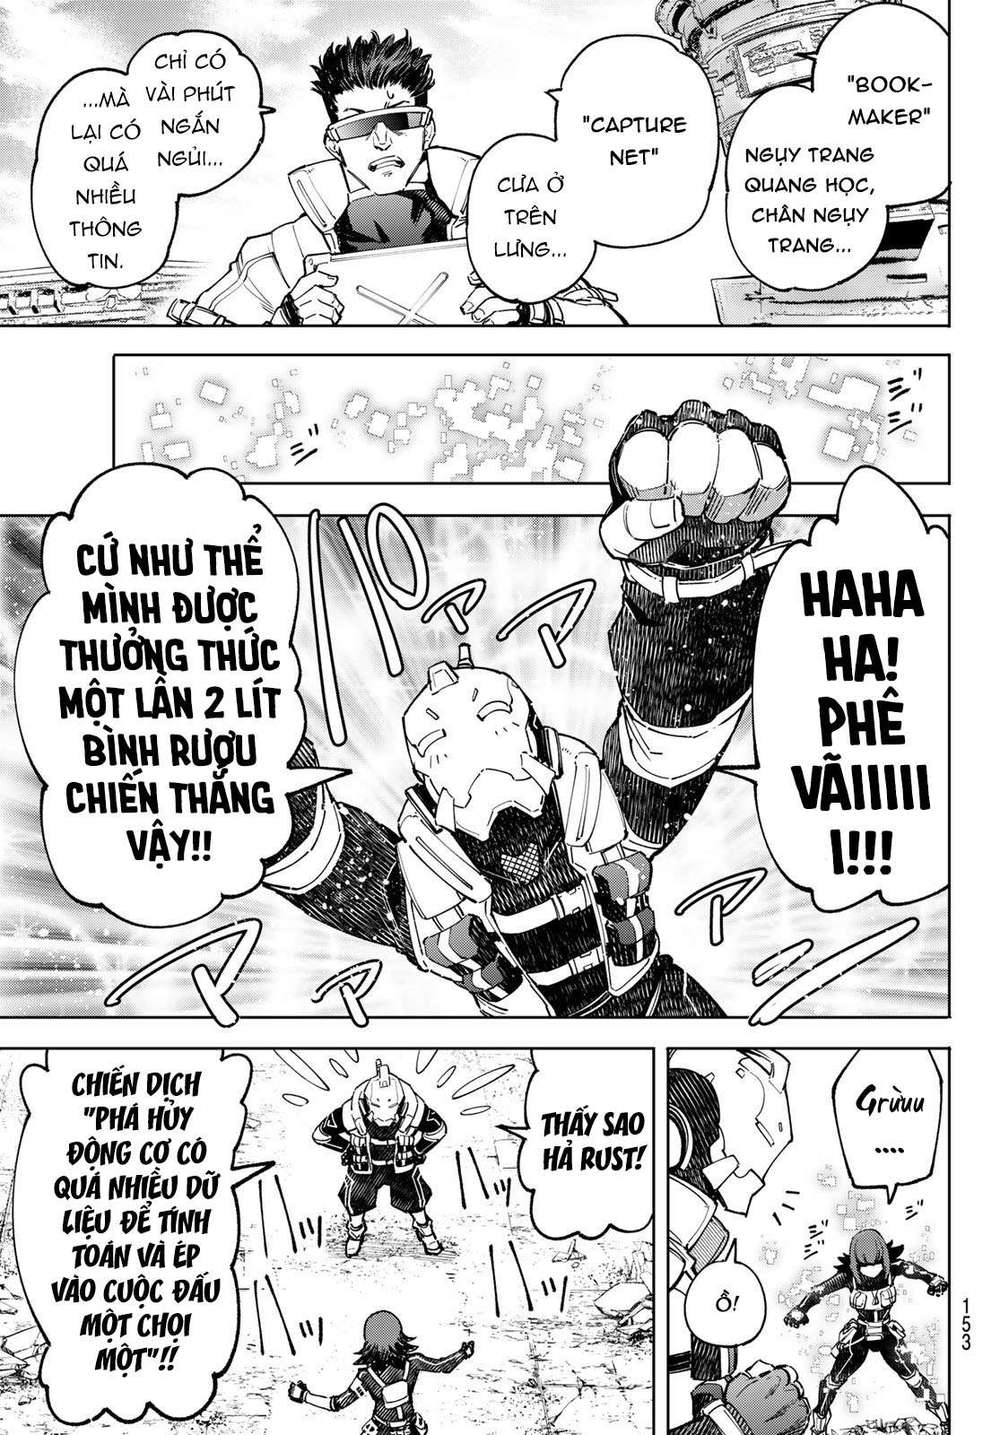 "BOOK-
MAKER"
NGỤY TRANG
QUANG HỌC,
CHÂN NGỤY
TRANG...
"CAPTURE
NET"
CƯA Ở
TRÊN
LƯNG...
CHỈ CÓ
VÀI PHÚT
NGẮN
NGỦI...
...MÀ
LẠI CÓ
QUÁ
NHIỀU
THÔNG
TIN.
HAHA
HA!
PHÊ
VÃIIIII
I!!!
CỨ NHƯ THỂ
MÌNH ĐƯỢC
THƯỞNG THỨC
MỘT LẦN 2 LÍT
BÌNH RƯỢU
CHIẾN THẮNG
VẬY!!
Grừuu
....
Ồ!
THẤY SAO
HẢ RUST!
CHIẾN DỊCH
"PHÁ HỦY
ĐỘNG CƠ CÓ
QUÁ NHIỀU DỮ
LIỆU ĐỂ TÍNH
TOÁN VÀ ÉP
VÀO CUỘC ĐẤU
MỘT CHỌI
MỘT"!!
153